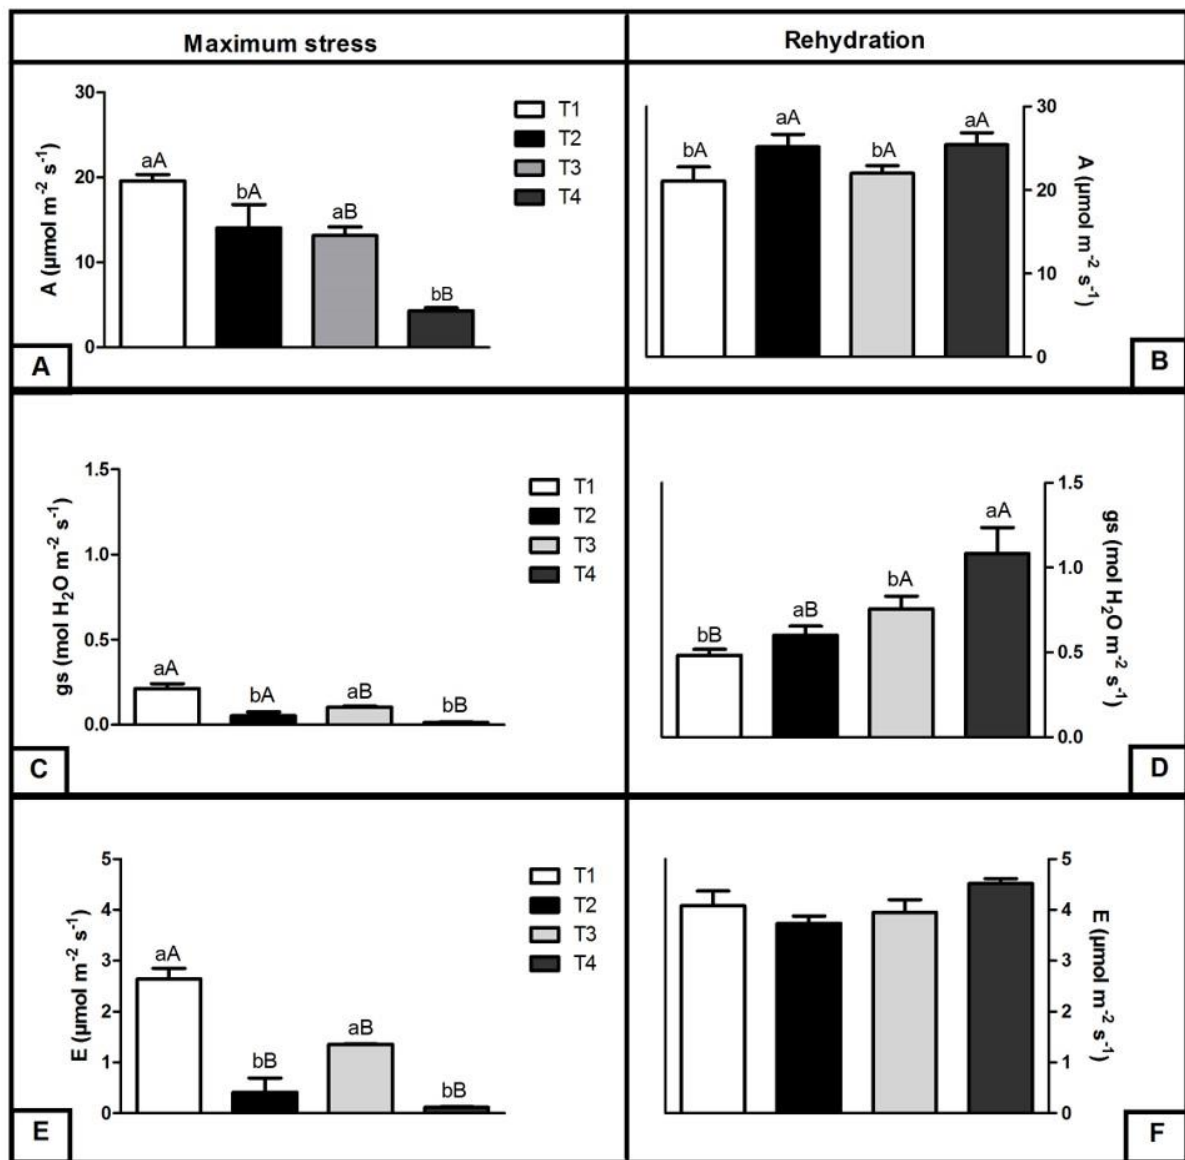 Maximum stress
Rehydration
30
20
10
0
A (µmol m⁻² s⁻¹)
aA
bA
aB
bB
T1
T2
T3
T4
A
bA
aA
bA
aA
30
20
10
0
A (µmol m⁻² s⁻¹)
B
1.5
1.0
0.5
0.0
gs (mol H₂O m⁻² s⁻¹)
aA
bA
aB
bB
T1
T2
T3
T4
C
bB
aB
bA
aA
1.5
1.0
0.5
0.0
gs (mol H₂O m⁻² s⁻¹)
D
5
4
3
2
1
0
E (µmol m⁻² s⁻¹)
aA
bB
aB
bB
T1
T2
T3
T4
E
5
4
3
2
1
0
E (µmol m⁻² s⁻¹)
F